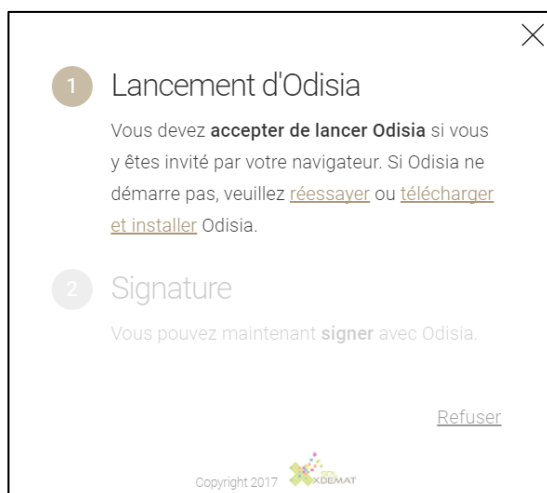 1 Lancement d'Odisia
Vous devez accepter de lancer Odisia si vous
y êtes invité par votre navigateur. Si Odisia ne
démarre pas, veuillez réessayer ou télécharger
et installer Odisia.
2 Signature
Vous pouvez maintenant signer avec Odisia.
Refuser
Copyright 2017 SPL XDEMAT